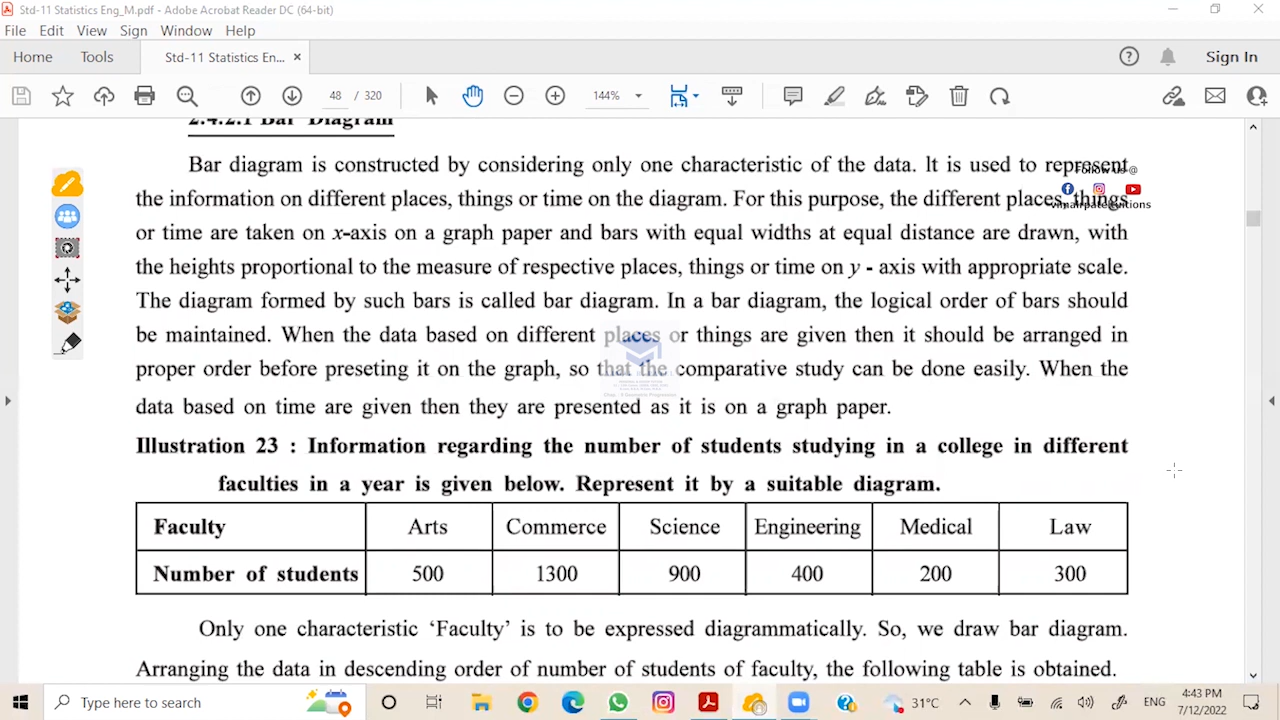 Std-11 Statistics Eng_M.pdf - Adobe Acrobat Reader DC (64-bit)
File Edit View Sign Window Help
Home Tools Std-11 Statistics En... × Sign In
48 / 320 144%
2.4.2.1 Bar Diagram
Bar diagram is constructed by considering only one characteristic of the data. It is used to represent
Follow us @
the information on different places, things or time on the diagram. For this purpose, the different places, things
vimalrpateltuitions
or time are taken on x-axis on a graph paper and bars with equal widths at equal distance are drawn, with
the heights proportional to the measure of respective places, things or time on y - axis with appropriate scale.
The diagram formed by such bars is called bar diagram. In a bar diagram, the logical order of bars should
be maintained. When the data based on different places or things are given then it should be arranged in
proper order before preseting it on the graph, so that the comparative study can be done easily. When the
data based on time are given then they are presented as it is on a graph paper.
Illustration 23 : Information regarding the number of students studying in a college in different
faculties in a year is given below. Represent it by a suitable diagram.
Faculty Arts Commerce Science Engineering Medical Law
Number of students 500 1300 900 400 200 300
Only one characteristic ‘Faculty’ is to be expressed diagrammatically. So, we draw bar diagram.
Arranging the data in descending order of number of students of faculty, the following table is obtained.
Type here to search
31°C ENG 4:43 PM
7/12/2022